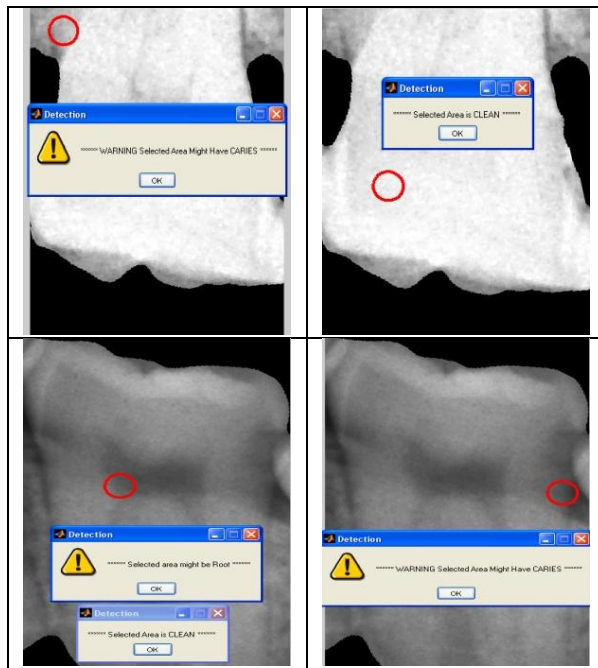 Detection
****** WARNING Selected Area Might Have CARIES ******
OK
Detection
****** Selected Area is CLEAN ******
OK
Detection
****** Selected area might be Root ******
OK
Detection
****** Selected Area is CLEAN ******
OK
Detection
****** WARNING Selected Area Might Have CARIES ******
OK